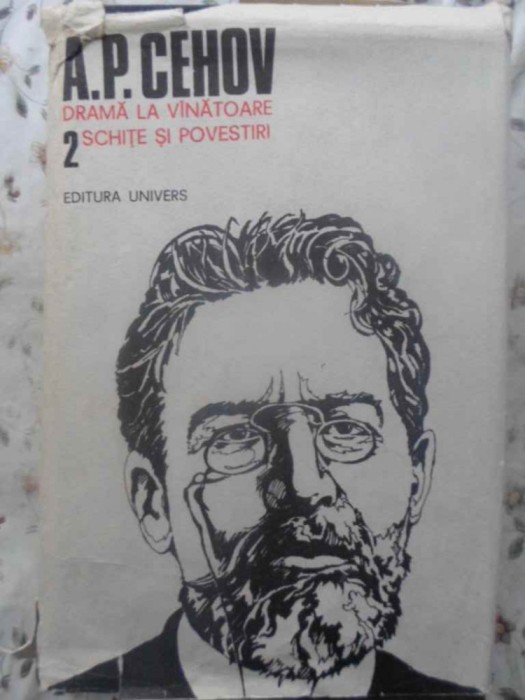 A.P. CEHOV
DRAMĂ LA VÎNĂTOARE
2 SCHIȚE ȘI POVESTIRI
EDITURA UNIVERS